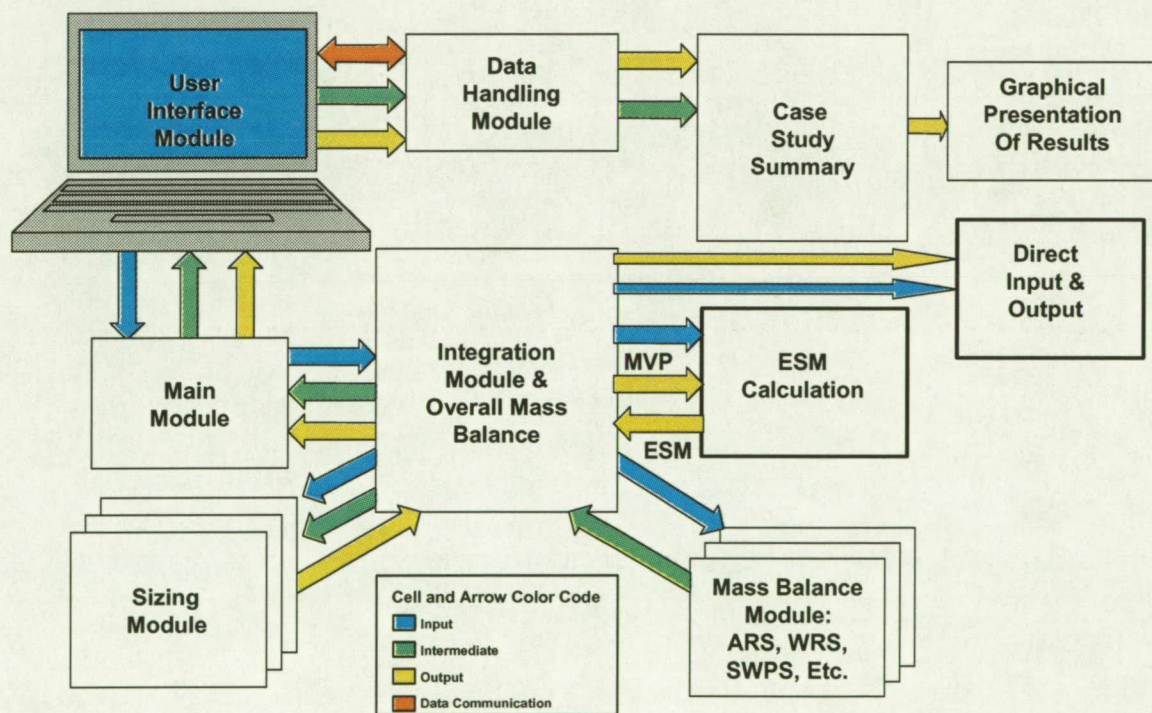 User
Interface
Module
Data
Handling
Module
Case
Study
Summary
Graphical
Presentation
Of Results
Direct
Input &
Output
Integration
Module &
Overall Mass
Balance
MVP
ESM
Calculation
ESM
Main
Module
Sizing
Module
Cell and Arrow Color Code
Input
Intermediate
Output
Data Communication
Mass Balance
Module:
ARS, WRS,
SWPS, Etc.